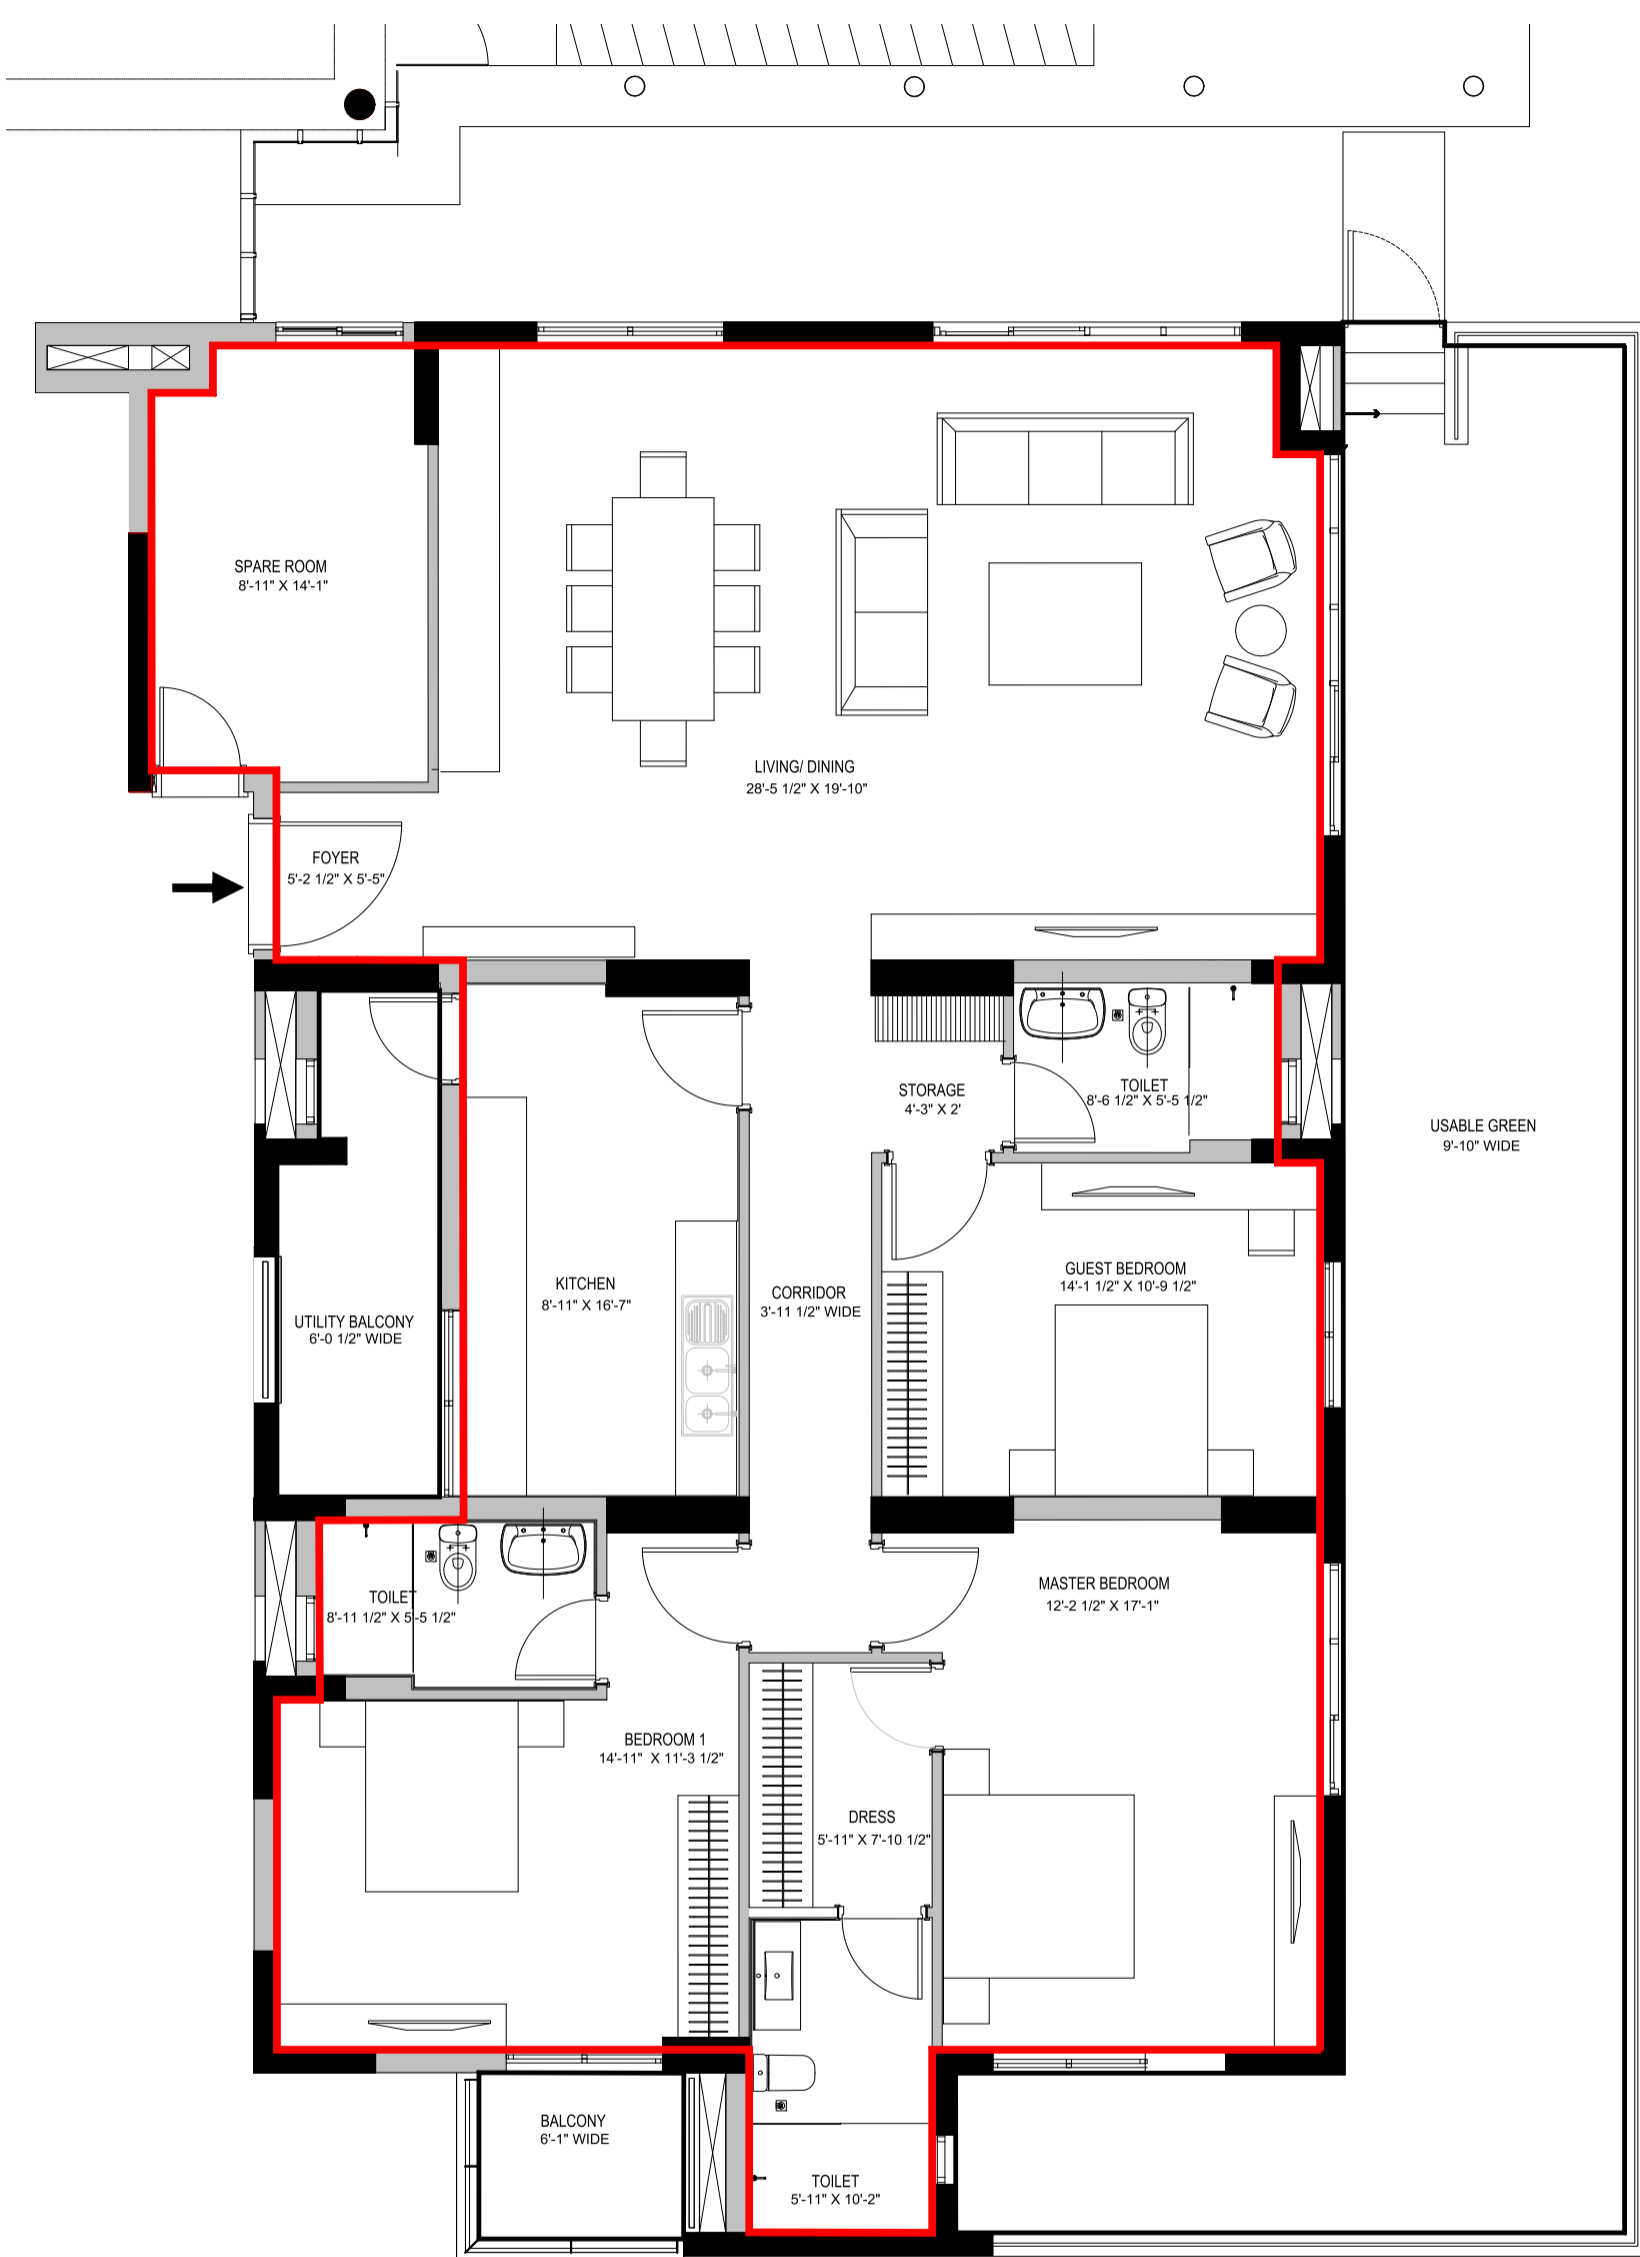 SPARE ROOM
8'-11" X 14'-1"
LIVING/ DINING
28'-5 1/2" X 19'-10"
FOYER
5'-2 1/2" X 5'-5"
STORAGE
4'-3" X 2'
TOILET
8'-6 1/2" X 5'-5 1/2"
USABLE GREEN
9'-10" WIDE
GUEST BEDROOM
14'-1 1/2" X 10'-9 1/2"
KITCHEN
8'-11" X 16'-7"
CORRIDOR
3'-11 1/2" WIDE
UTILITY BALCONY
6'-0 1/2" WIDE
MASTER BEDROOM
12'-2 1/2" X 17'-1"
TOILET
8'-11 1/2" X 5'-5 1/2"
BEDROOM 1
14'-11" X 11'-3 1/2"
DRESS
5'-11" X 7'-10 1/2"
BALCONY
6'-1" WIDE
TOILET
5'-11" X 10'-2"